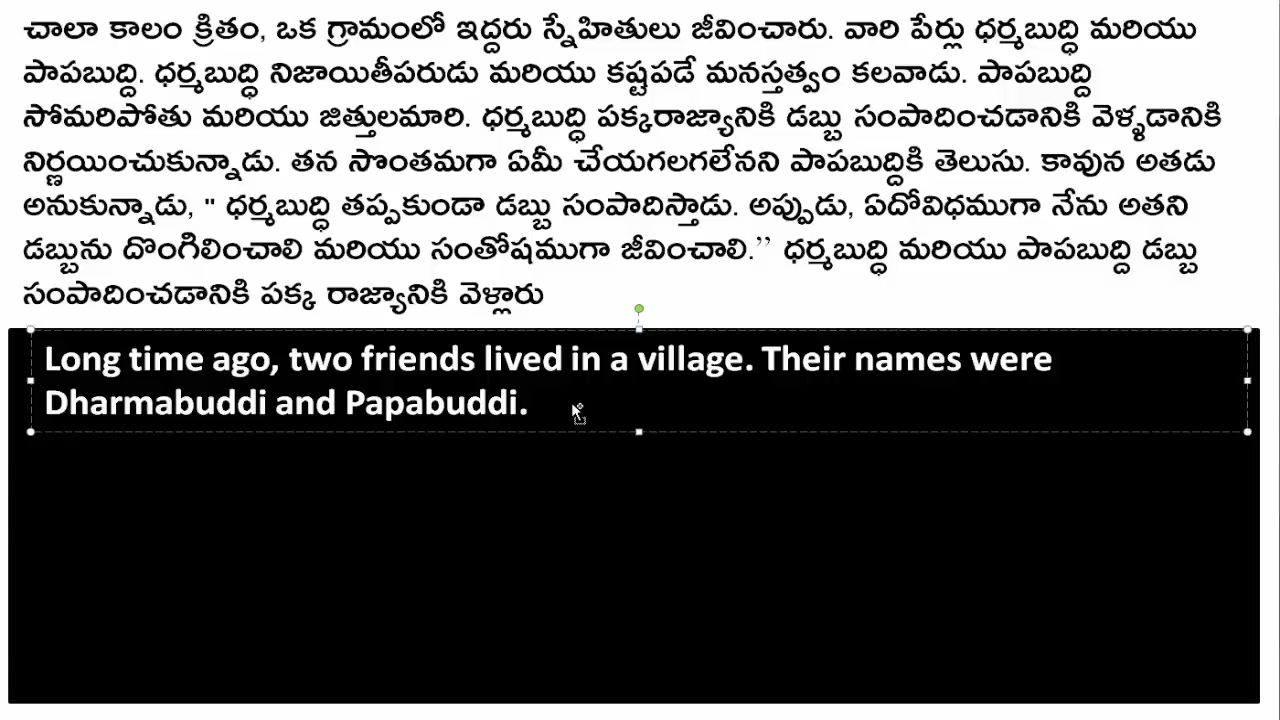 చాలా కాలం క్రితం, ఒక గ్రామంలో ఇద్దరు స్నేహితులు జీవించారు. వారి పేర్లు ధర్మబుద్ధి మరియు
పాపబుద్ది. ధర్మబుద్ధి నిజాయితీపరుడు మరియు కష్టపడే మనస్తత్వం కలవాడు. పాపబుద్ది
సోమరిపోతు మరియు జిత్తులమారి. ధర్మబుద్ధి పక్కరాజ్యానికి డబ్బు సంపాదించడానికి వెళ్ళడానికి
నిర్ణయించుకున్నాడు. తన సొంతమగా ఏమీ చేయగలగలేనని పాపబుద్దికి తెలుసు. కావున అతడు
అనుకున్నాడు, " ధర్మబుద్ధి తప్పకుండా డబ్బు సంపాదిస్తాడు. అప్పుడు, ఏదోవిధముగా నేను అతని
డబ్బును దొంగిలించాలి మరియు సంతోషముగా జీవించాలి.’’ ధర్మబుద్ధి మరియు పాపబుద్ది డబ్బు
సంపాదించడానికి పక్క రాజ్యానికి వెళ్లారు
Long time ago, two friends lived in a village. Their names were
Dharmabuddi and Papabuddi.